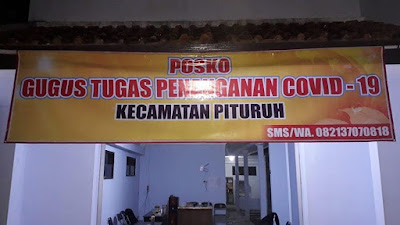 POSKO
GUGUS TUGAS PENANGANAN COVID - 19
KECAMATAN PITURUH
SMS/WA. 082137070818